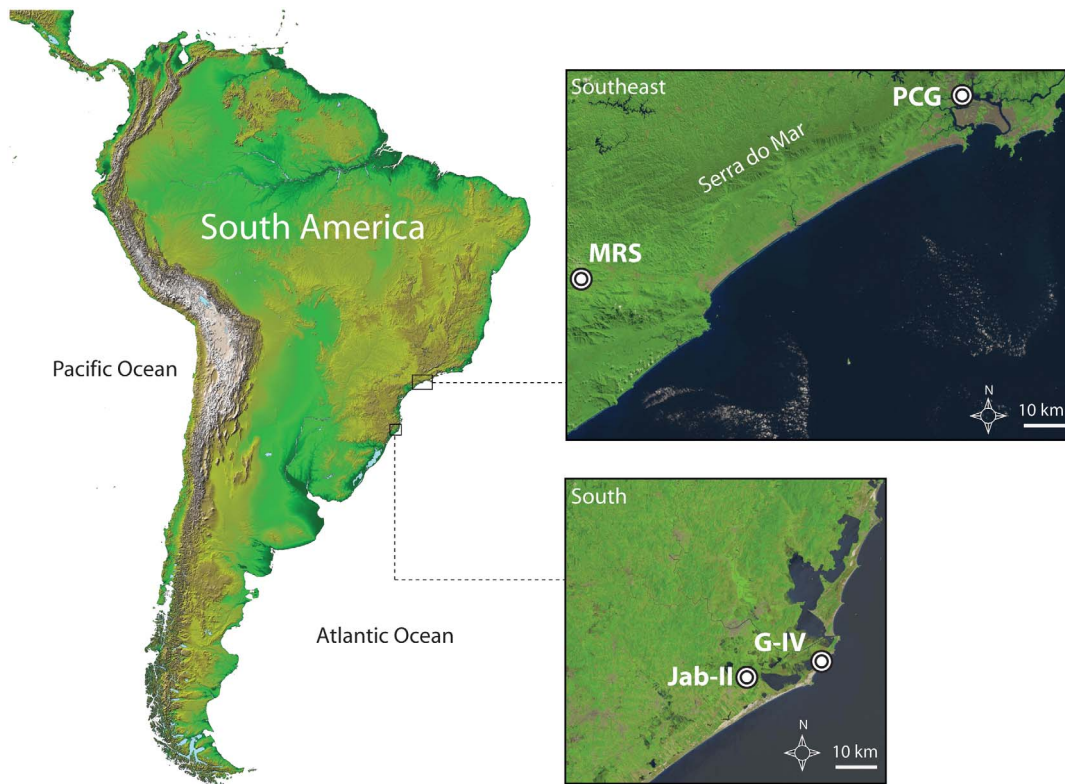 South America
Pacific Ocean
Atlantic Ocean
Southeast
PCG
Serra do Mar
MRS
N
10 km
South
G-IV
Jab-II
N
10 km